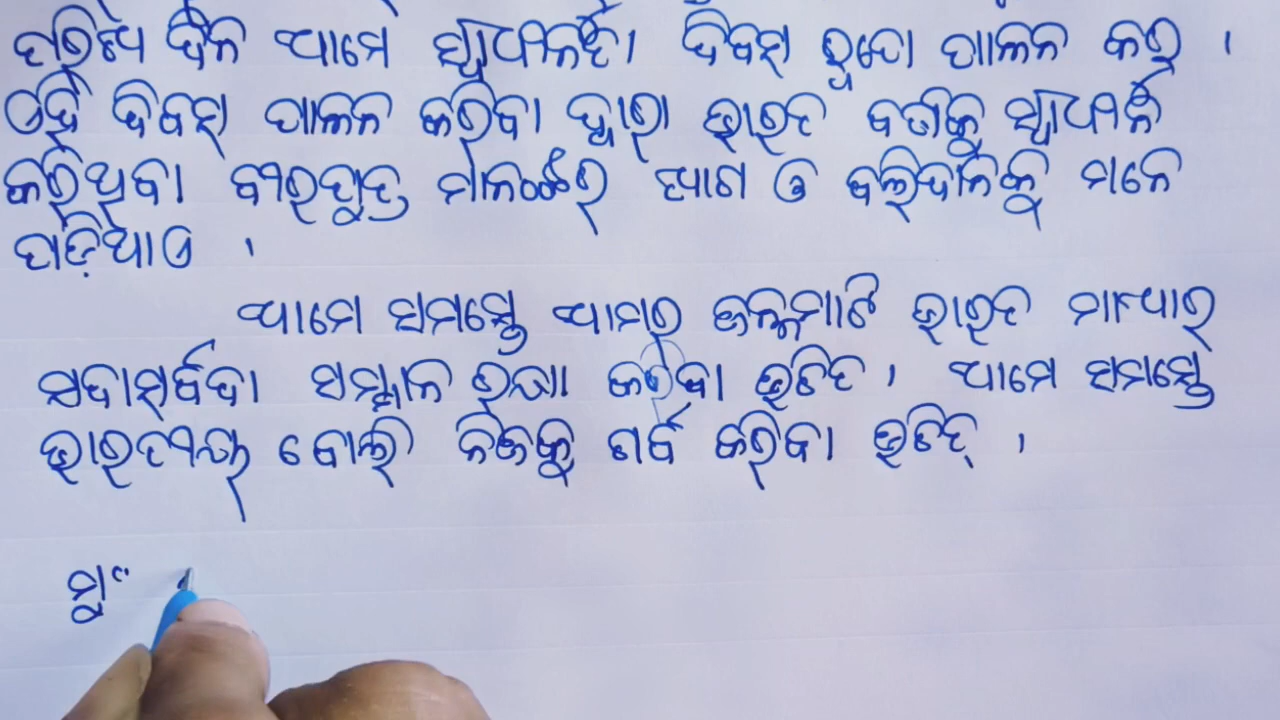 ଦିନ ଆମେ ସ୍ଵାଧୀନତା ଦିବସ ରୂପେ ପାଳନ କରୁ ।
ଏହି ଦିବସ ପାଳନ କରିବା ଦ୍ୱାରା ଭାରତ ବର୍ଷକୁ ସ୍ଵାଧୀନ
କରିଥିବା ବୀରପୁତ୍ର ମାନଙ୍କର ତ୍ୟାଗ ଓ ବଳିଦାନକୁ ମନେ
ପଡ଼ିଥାଏ ।
ଆମେ ସମସ୍ତେ ଆମର ଜନ୍ମମାଟି ଭାରତ ମାଆର
ସଦାସର୍ବଦା ସମ୍ମାନ ରକ୍ଷା କରିବା ଉଚିତ । ଆମେ ସମସ୍ତେ
ଭାରତୀୟ ବୋଲି ନିଜକୁ ଗର୍ବ କରିବା ଉଚିତ୍ ।